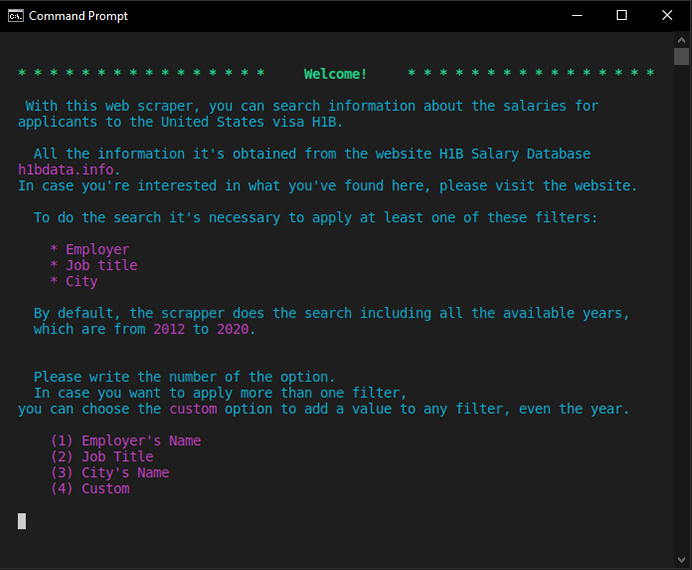 Command Prompt
* * * * * * * * * * * * * * * * Welcome! * * * * * * * * * * * * * * * *
With this web scraper, you can search information about the salaries for
applicants to the United States visa H1B.
All the information it's obtained from the website H1B Salary Database
h1bdata.info.
In case you're interested in what you've found here, please visit the website.
To do the search it's necessary to apply at least one of these filters:
* Employer
* Job title
* City
By default, the scrapper does the search including all the available years,
which are from 2012 to 2020.
Please write the number of the option.
In case you want to apply more than one filter,
you can choose the custom option to add a value to any filter, even the year.
(1) Employer's Name
(2) Job Title
(3) City's Name
(4) Custom